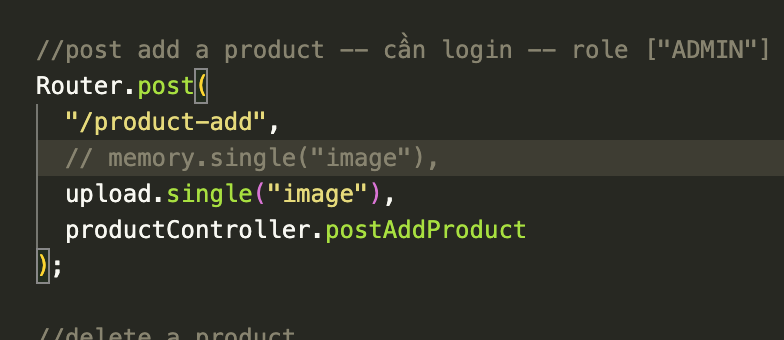 //post add a product -- cần login -- role ["ADMIN"]
Router.post(
"/product-add",
// memory.single("image"),
upload.single("image"),
productController.postAddProduct
);
//delete a product